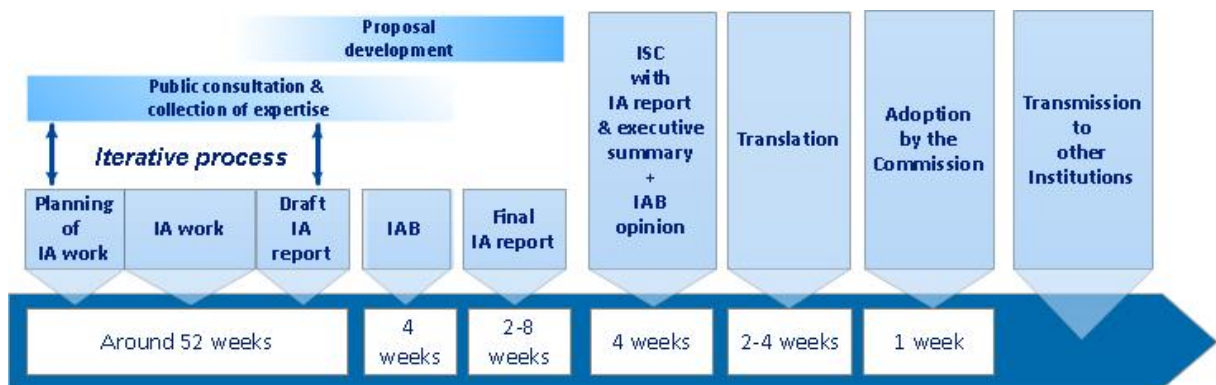 Proposal
development
Public consultation &
collection of expertise
Iterative process
Planning
of
IA work
IA work
Draft
IA
report
IAB
Final
IA report
ISC
with
IA report
& executive
summary
+
IAB
opinion
Translation
Adoption
by the
Commission
Transmission
to
other
Institutions
Around 52 weeks
4
weeks
2-8
weeks
4 weeks
2-4 weeks
1 week